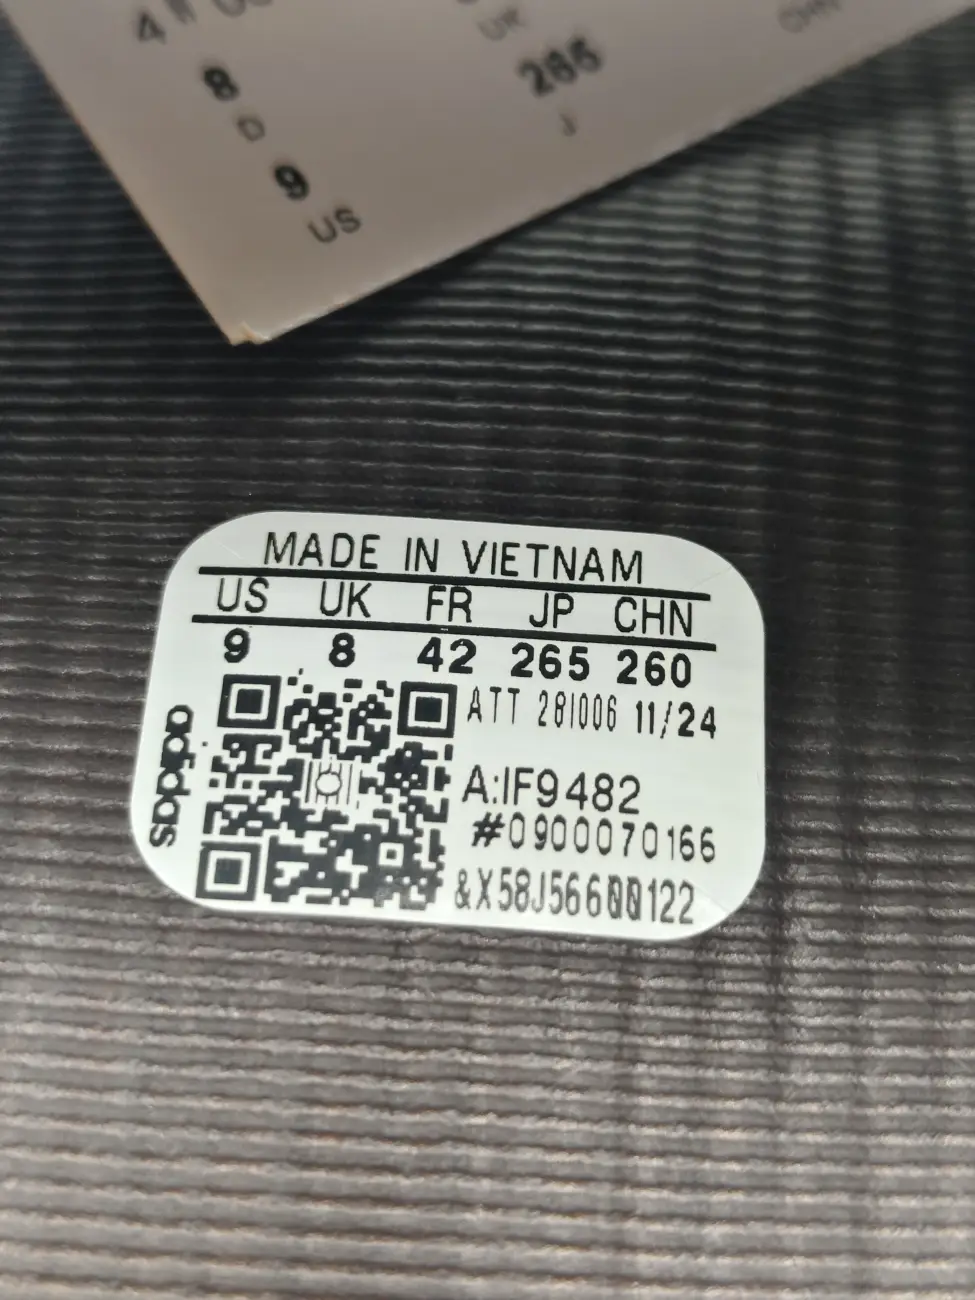 8
D
265
J
9
US
MADE IN VIETNAM
US UK FR JP CHN
9 8 42 265 260
ATT 281006 11/24
adidas
A:IF9482
#0900070166
&X58J56600122